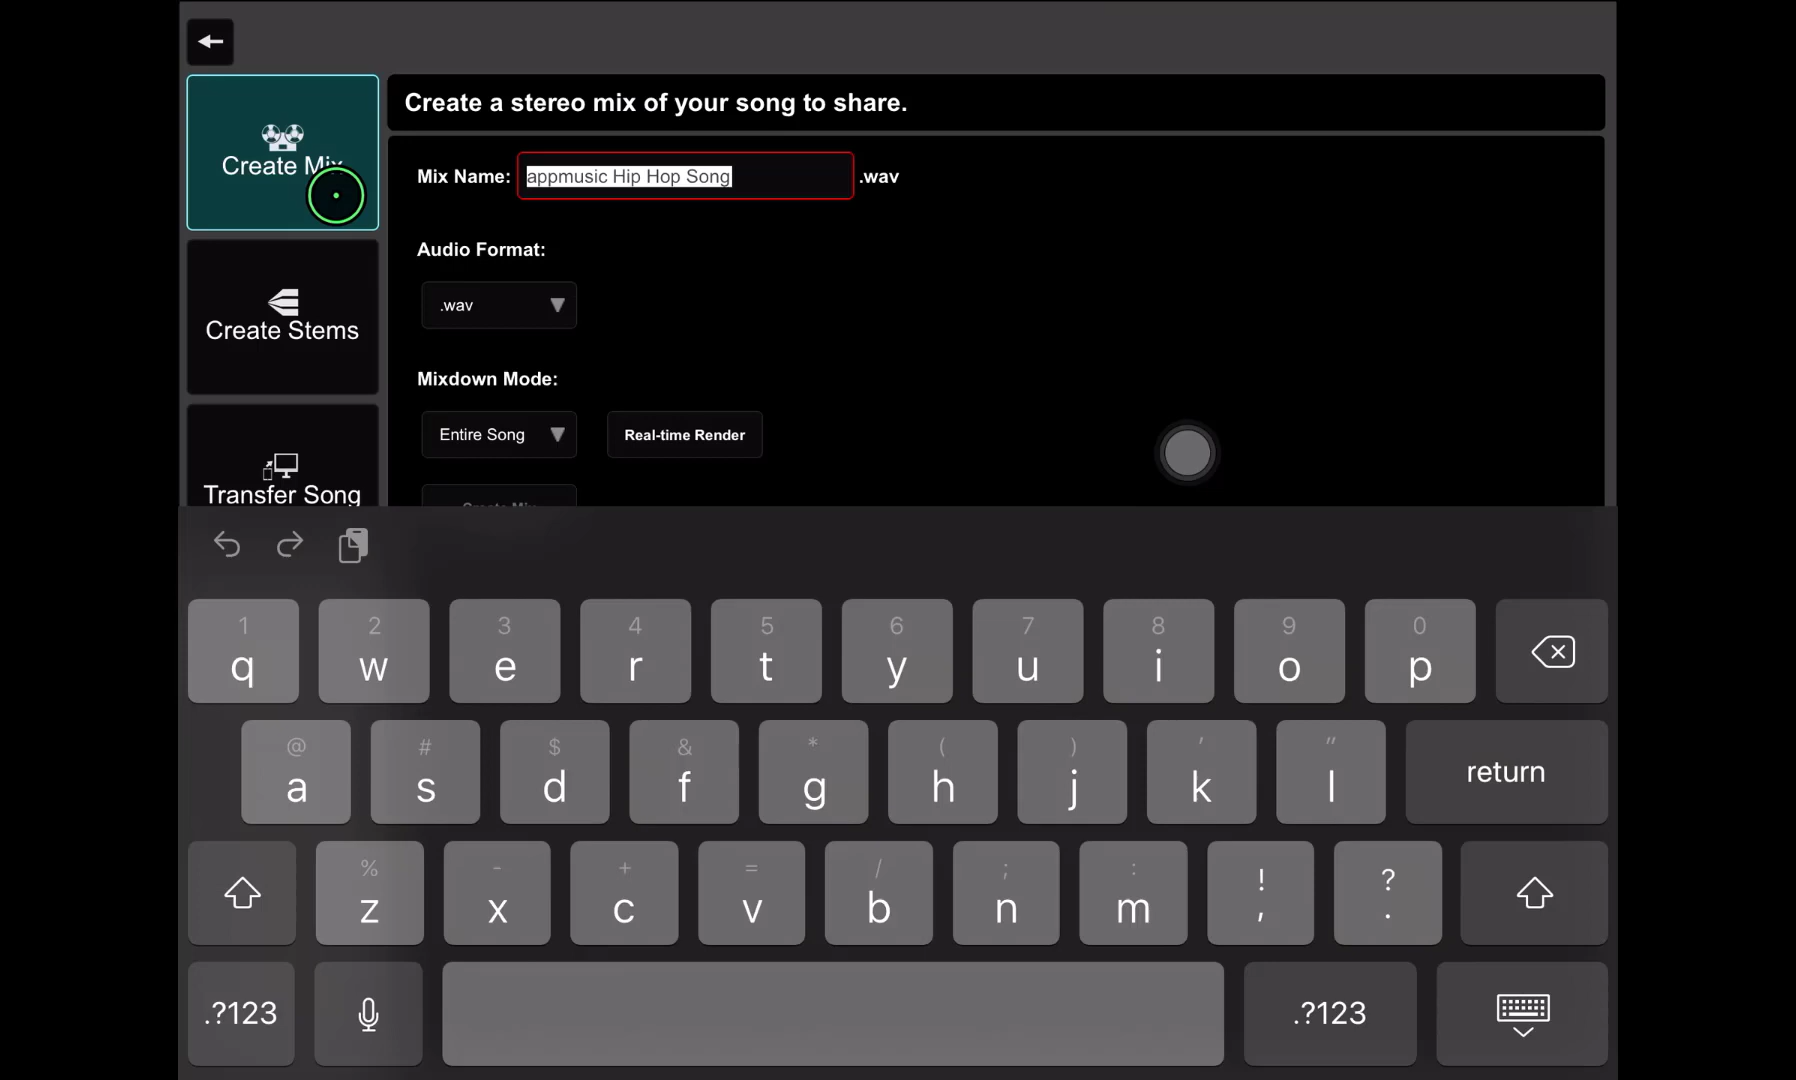 Create a stereo mix of your song to share.
Create Mix
Mix Name: appmusic Hip Hop Song .wav
Audio Format:
.wav
Create Stems
Mixdown Mode:
Entire Song Real-time Render
Transfer Song
Create Mix
1 2 3 4 5 6 7 8 9 0
q w e r t y u i o p
@ # $ & * ( ) ' "
a s d f g h j k l return
% - + = / ; : ! ?
z x c v b n m , .
.?123 .?123